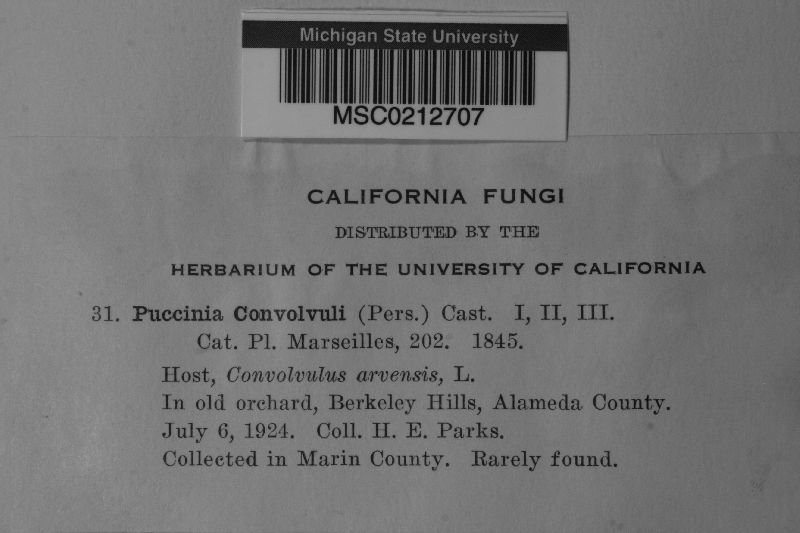 Michigan State University
MSC0212707
CALIFORNIA FUNGI
DISTRIBUTED BY THE
HERBARIUM OF THE UNIVERSITY OF CALIFORNIA
31. Puccinia Convolvuli (Pers.) Cast. I, II, III.
Cat. Pl. Marseilles, 202. 1845.
Host, Convolvulus arvensis, L.
In old orchard, Berkeley Hills, Alameda County.
July 6, 1924. Coll. H. E. Parks.
Collected in Marin County. Rarely found.